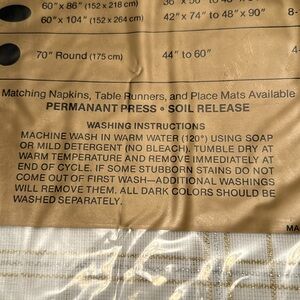 60" x 86" (152 x 218 cm)
60" x 104" (152 x 264 cm) 42" x 74" to 48" x 90" 8-
70" Round (175 cm) 44" to 60" 4-
Matching Napkins, Table Runners, and Place Mats Available
PERMANANT PRESS • SOIL RELEASE
WASHING INSTRUCTIONS
MACHINE WASH IN WARM WATER (120°) USING SOAP
OR MILD DETERGENT (NO BLEACH). TUMBLE DRY AT
WARM TEMPERATURE AND REMOVE IMMEDIATELY AT
END OF CYCLE. IF SOME STUBBORN STAINS DO NOT
COME OUT OF FIRST WASH—ADDITIONAL WASHINGS
WILL REMOVE THEM. ALL DARK COLORS SHOULD BE
WASHED SEPARATELY.
MA